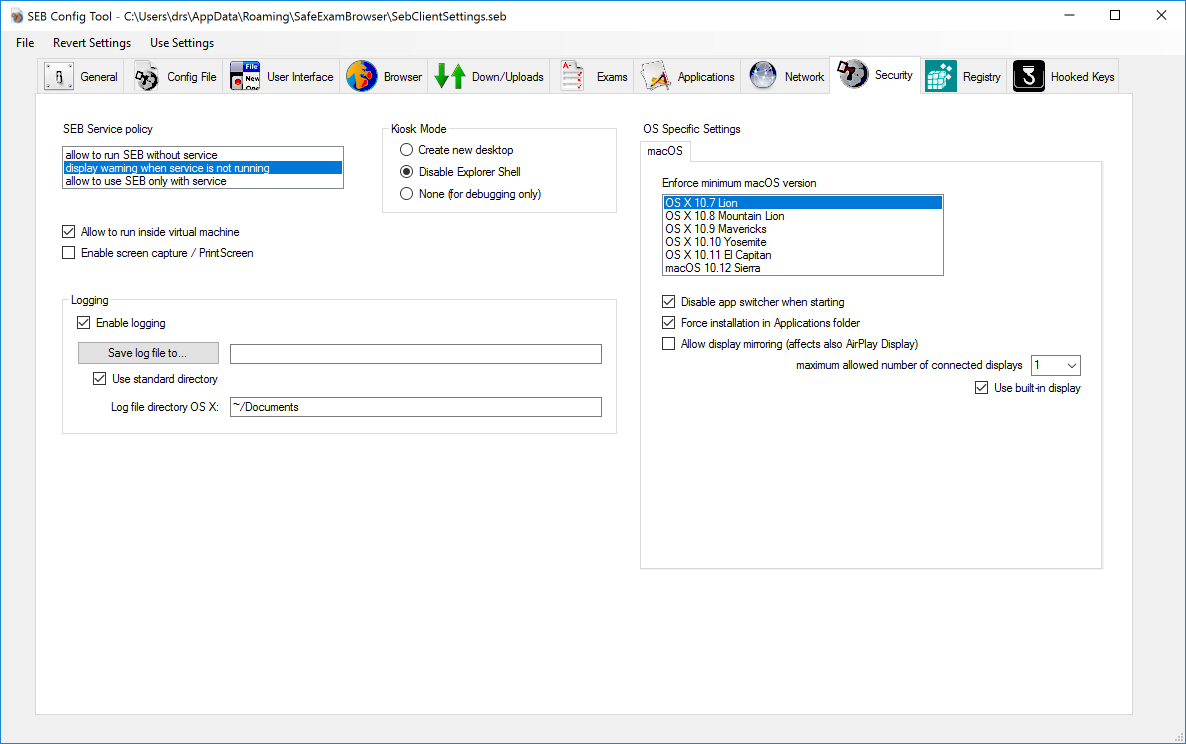 SEB Config Tool - C:\Users\drs\AppData\Roaming\SafeExamBrowser\SebClientSettings.seb
File Revert Settings Use Settings
General Config File User Interface Browser Down/Uploads Exams Applications Network Security Registry Hooked Keys
SEB Service policy
allow to run SEB without service
display warning when service is not running
allow to use SEB only with service
Kiosk Mode
Create new desktop
Disable Explorer Shell
None (for debugging only)
Allow to run inside virtual machine
Enable screen capture / PrintScreen
Logging
Enable logging
Save log file to...
Use standard directory
Log file directory OS X: ~/Documents
OS Specific Settings
macOS
Enforce minimum macOS version
OS X 10.7 Lion
OS X 10.8 Mountain Lion
OS X 10.9 Mavericks
OS X 10.10 Yosemite
OS X 10.11 El Capitan
macOS 10.12 Sierra
Disable app switcher when starting
Force installation in Applications folder
Allow display mirroring (affects also AirPlay Display)
maximum allowed number of connected displays 1
Use built-in display